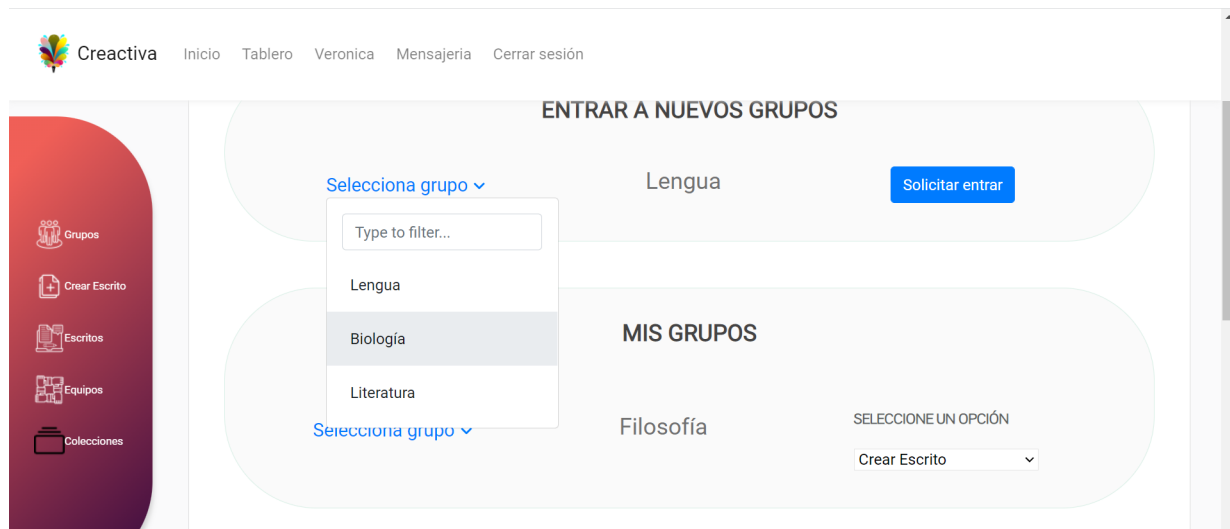 Creactiva Inicio Tablero Veronica Mensajeria Cerrar sesión
ENTRAR A NUEVOS GRUPOS
Selecciona grupo Lengua Solicitar entrar
Type to filter...
Lengua
Biología
Literatura
Grupos
Crear Escrito
Escritos
Equipos
Colecciones
MIS GRUPOS
Selecciona grupo Filosofía SELECCIONE UN OPCIÓN
Crear Escrito